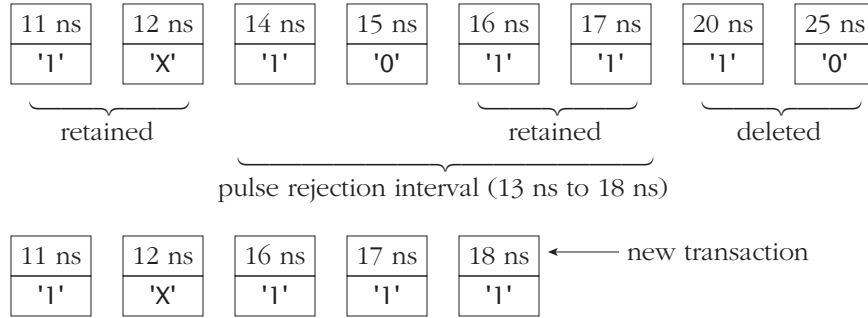 11 ns 12 ns 14 ns 15 ns 16 ns 17 ns 20 ns 25 ns
'1' 'X' '1' '0' '1' '1' '1' '0'
retained retained deleted
pulse rejection interval (13 ns to 18 ns)
11 ns 12 ns 16 ns 17 ns 18 ns new transaction
'1' 'X' '1' '1' '1'